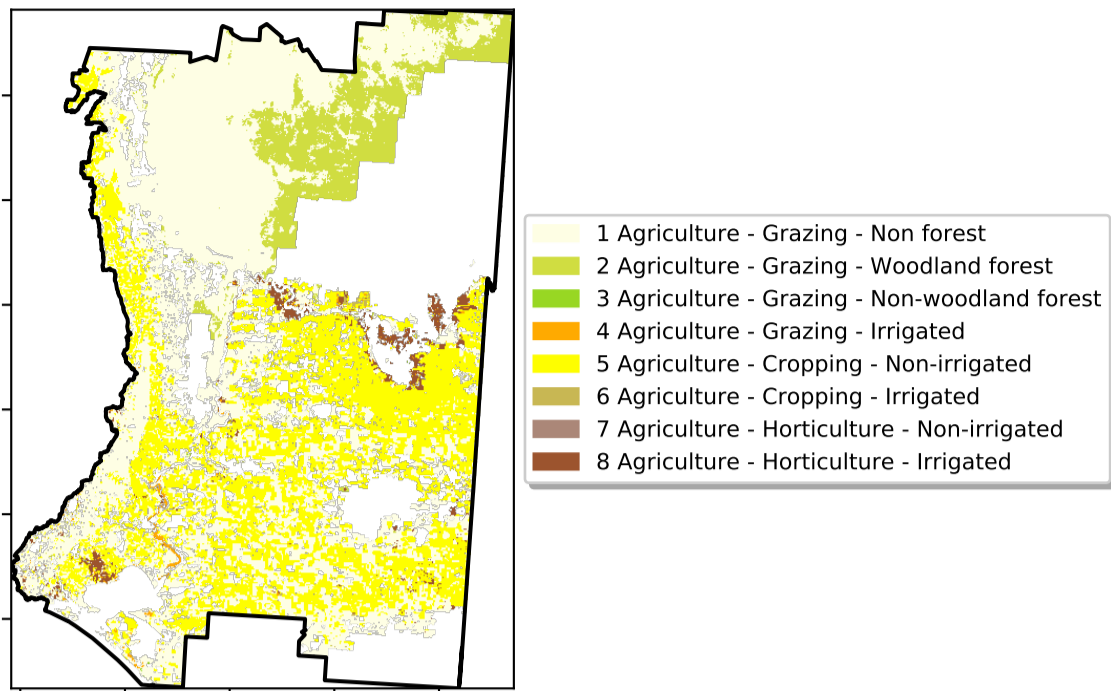 1 Agriculture - Grazing - Non forest
2 Agriculture - Grazing - Woodland forest
3 Agriculture - Grazing - Non-woodland forest
4 Agriculture - Grazing - Irrigated
5 Agriculture - Cropping - Non-irrigated
6 Agriculture - Cropping - Irrigated
7 Agriculture - Horticulture - Non-irrigated
8 Agriculture - Horticulture - Irrigated